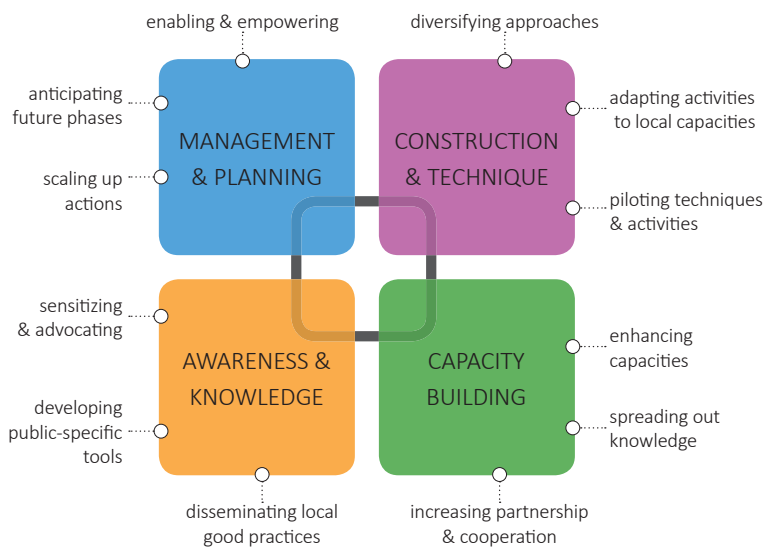 enabling & empowering
diversifying approaches
anticipating
future phases
scaling up
actions
MANAGEMENT
& PLANNING
CONSTRUCTION
& TECHNIQUE
adapting activities
to local capacities
piloting techniques
& activities
sensitizing
& advocating
developing
public-specific
tools
AWARENESS &
KNOWLEDGE
CAPACITY
BUILDING
enhancing
capacities
spreading out
knowledge
disseminating local
good practices
increasing partnership
& cooperation